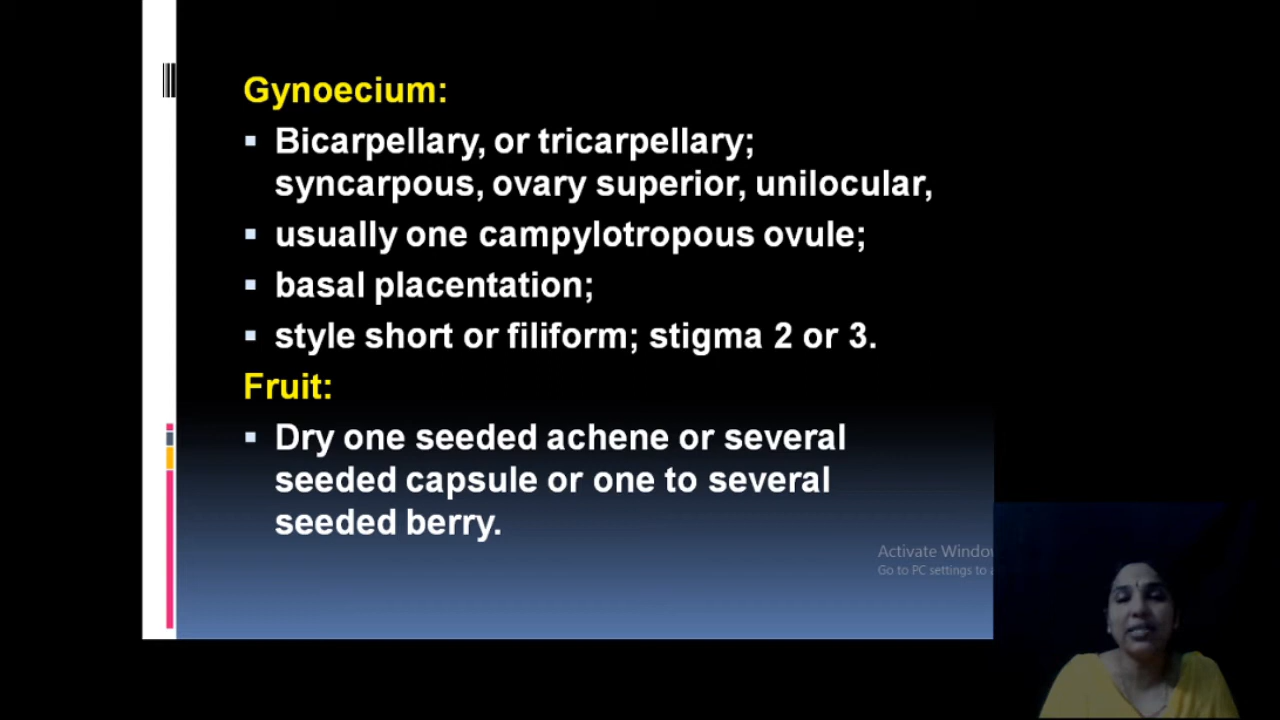 Gynoecium:
▪ Bicarpellary, or tricarpellary;
syncarpous, ovary superior, unilocular,
▪ usually one campylotropous ovule;
▪ basal placentation;
▪ style short or filiform; stigma 2 or 3.
Fruit:
▪ Dry one seeded achene or several
seeded capsule or one to several
seeded berry.
Activate Windo
Go to PC settings to